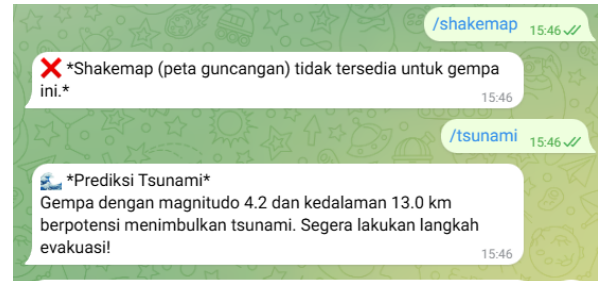 /shakemap 15:46
❌ *Shakemap (peta guncangan) tidak tersedia untuk gempa
ini.*
15:46
/tsunami 15:46
🌊 *Prediksi Tsunami*
Gempa dengan magnitudo 4.2 dan kedalaman 13.0 km
berpotensi menimbulkan tsunami. Segera lakukan langkah
evakuasi!
15:46